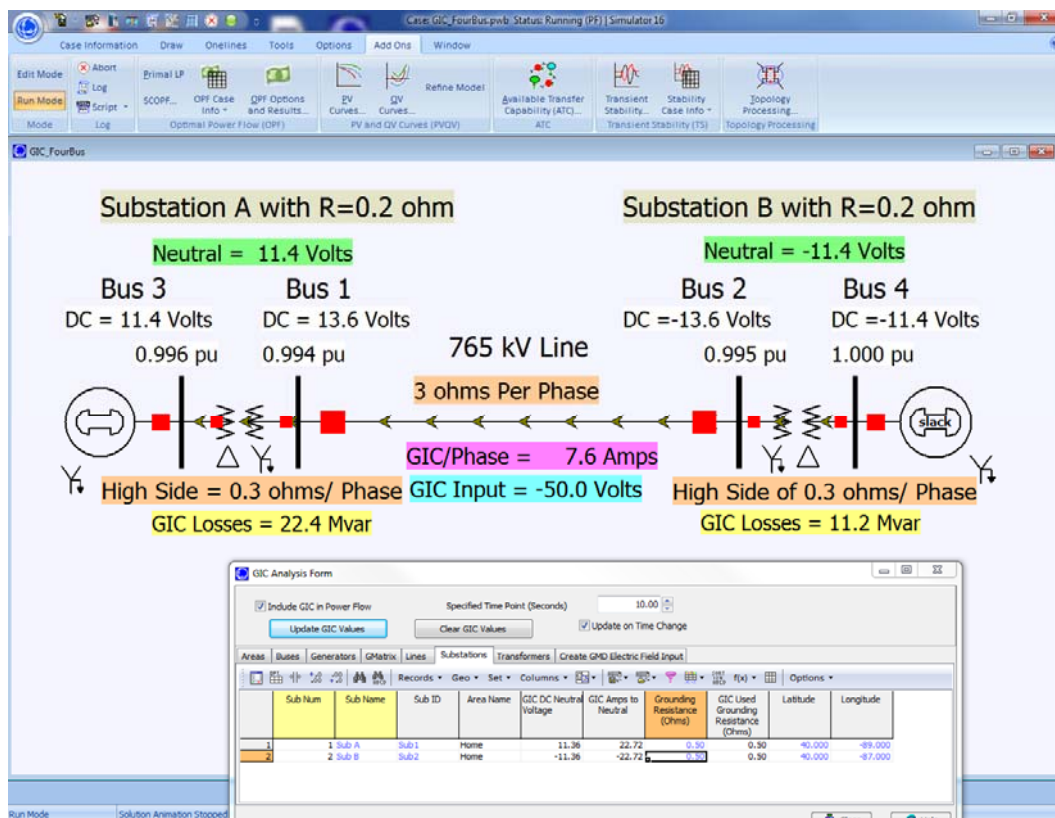 Case: GIC_FourBus.pwb Status: Running (PF) | Simulator 16
Case Information Draw Onelines Tools Options Add Ons Window
Edit Mode
Run Mode
Mode
Abort
Log
Script
Log
Primal LP
SCOPF...
OPF Case Info
OPF Options and Results...
Optimal Power Flow (OPF)
PV Curves...
QV Curves...
Refine Model
PV and QV Curves (PVQV)
Available Transfer Capability (ATC)...
ATC
Transient Stability...
Stability Case Info
Transient Stability (TS)
Topology Processing...
Topology Processing
GIC_FourBus
Substation A with R=0.2 ohm
Substation B with R=0.2 ohm
Neutral = 11.4 Volts
Neutral = -11.4 Volts
Bus 3
Bus 1
Bus 2
Bus 4
DC = 11.4 Volts
DC = 13.6 Volts
DC =-13.6 Volts
DC =-11.4 Volts
0.996 pu
0.994 pu
765 kV Line
0.995 pu
1.000 pu
3 ohms Per Phase
slack
GIC/Phase = 7.6 Amps
High Side = 0.3 ohms/ Phase
GIC Input = -50.0 Volts
High Side of 0.3 ohms/ Phase
GIC Losses = 22.4 Mvar
GIC Losses = 11.2 Mvar
GIC Analysis Form
Include GIC in Power Flow
Specified Time Point (Seconds) 10.00
Update GIC Values
Clear GIC Values
Update on Time Change
Areas Buses Generators GMatrix Lines Substations Transformers Create GMD Electric Field Input
Records Geo Set Columns f(x) Options
Sub Num
Sub Name
Sub ID
Area Name
GIC DC Neutral Voltage
GIC Amps to Neutral
Grounding Resistance (Ohms)
GIC Used Grounding Resistance (Ohms)
Latitude
Longitude
1 1 Sub A Sub1 Home 11.36 22.72 0.50 0.50 40.000 -89.000
2 2 Sub B Sub2 Home -11.36 -22.72 0.50 0.50 40.000 -87.000
Run Mode
Solution Animation Stopped